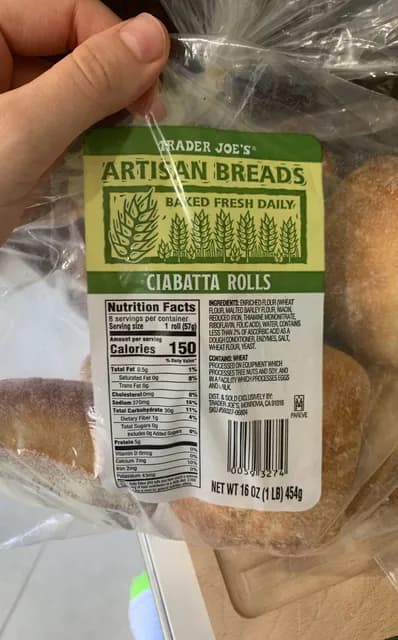 TRADER JOE'S®
ARTISAN BREADS
BAKED FRESH DAILY
CIABATTA ROLLS
Nutrition Facts
8 servings per container
Serving size 1 roll (57g)
Amount per serving
Calories 150
% Daily Value*
Total Fat 0.5g 1%
Saturated Fat 0g 0%
Trans Fat 0g
Cholesterol 0mg 0%
Sodium 370mg 16%
Total Carbohydrate 30g 11%
Dietary Fiber 1g 4%
Total Sugars 0g
Includes 0g Added Sugars 0%
Protein 5g
Vitamin D 0mcg 0%
Calcium 7mg
Iron 2mg 10%
Potassium 43mg
INGREDIENTS: ENRICHED FLOUR (WHEAT
FLOUR, MALTED BARLEY FLOUR, NIACIN,
REDUCED IRON, THIAMINE MONONITRATE,
RIBOFLAVIN, FOLIC ACID), WATER, CONTAINS
LESS THAN 2% OF ASCORBIC ACID AS A
DOUGH CONDITIONER, ENZYMES, SALT,
WHEAT FLOUR, YEAST.
CONTAINS: WHEAT
PROCESSED ON EQUIPMENT WHICH
PROCESSES TREE NUTS AND SOY, AND
IN A FACILITY WHICH PROCESSES EGGS
AND MILK.
DIST. & SOLD EXCLUSIVELY BY:
TRADER JOE'S, MONROVIA, CA 91016
PAREVE
NET WT 16 OZ (1 LB) 454g